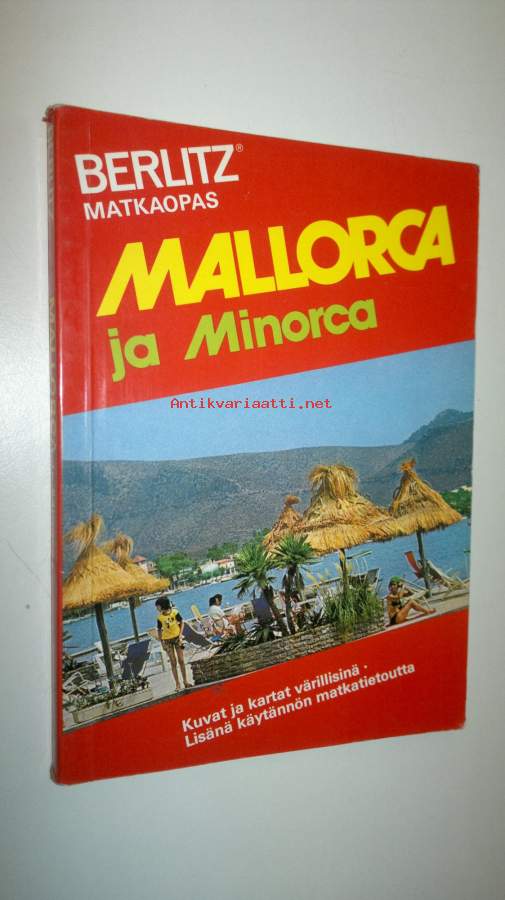 BERLITZ®
MATKAOPAS
MALLORCA
ja Minorca
Antikvariaatti.net
Kuvat ja kartat värillisinä ·
Lisänä käytännön matkatietoutta